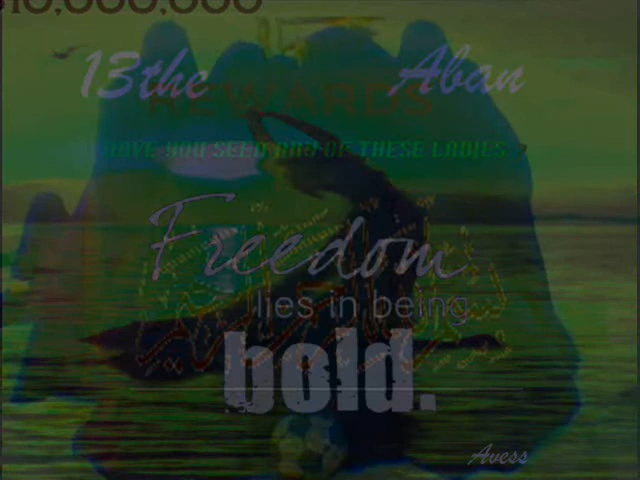 $10,000,000
13the Aban
REWARDS
HAVE YOU SEEN ANY OF THESE LADIES
Freedom
lies in being
bold.
Avess